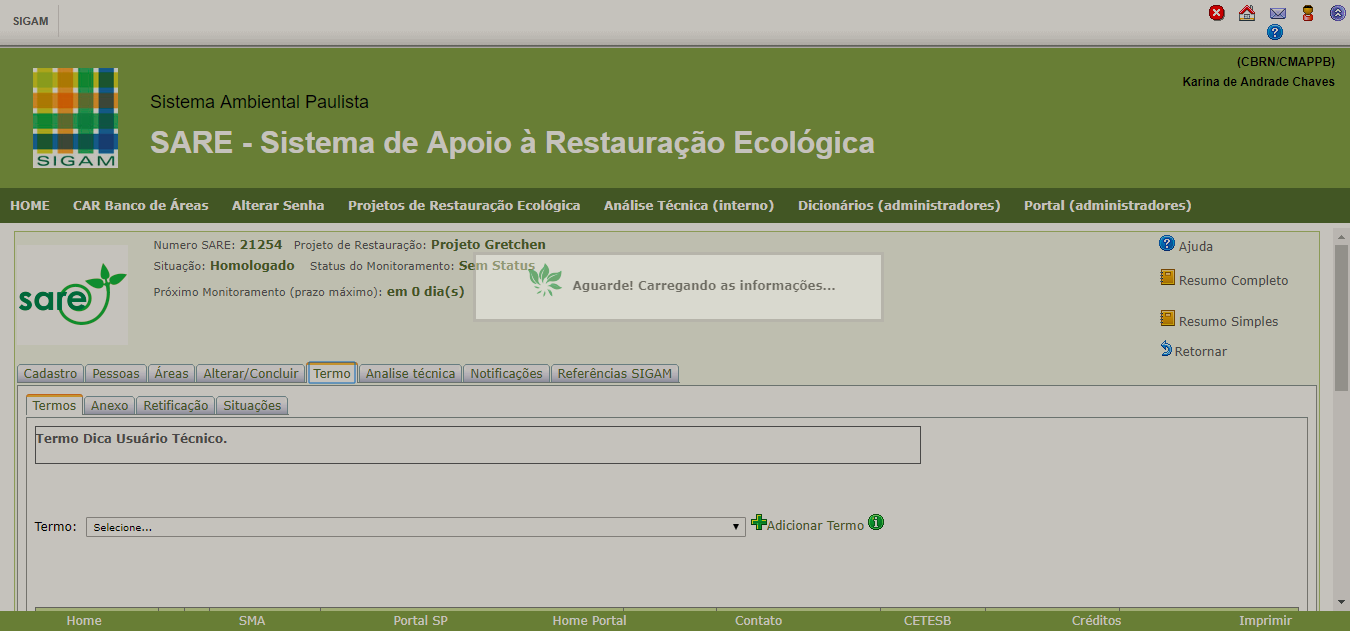 SIGAM
(CBRN/CMAPPB)
Karina de Andrade Chaves
SIGAM
Sistema Ambiental Paulista
SARE - Sistema de Apoio à Restauração Ecológica
HOME CAR Banco de Áreas Alterar Senha Projetos de Restauração Ecológica Análise Técnica (interno) Dicionários (administradores) Portal (administradores)
sare
Numero SARE: 21254 Projeto de Restauração: Projeto Gretchen
Situação: Homologado Status do Monitoramento: Sem Status
Próximo Monitoramento (prazo máximo): em 0 dia(s)
Aguarde! Carregando as informações...
Ajuda
Resumo Completo
Resumo Simples
Retornar
Cadastro Pessoas Áreas Alterar/Concluir Termo Analise técnica Notificações Referências SIGAM
Termos Anexo Retificação Situações
Termo Dica Usuário Técnico.
Termo: Selecione... Adicionar Termo
Home SMA Portal SP Home Portal Contato CETESB Créditos Imprimir